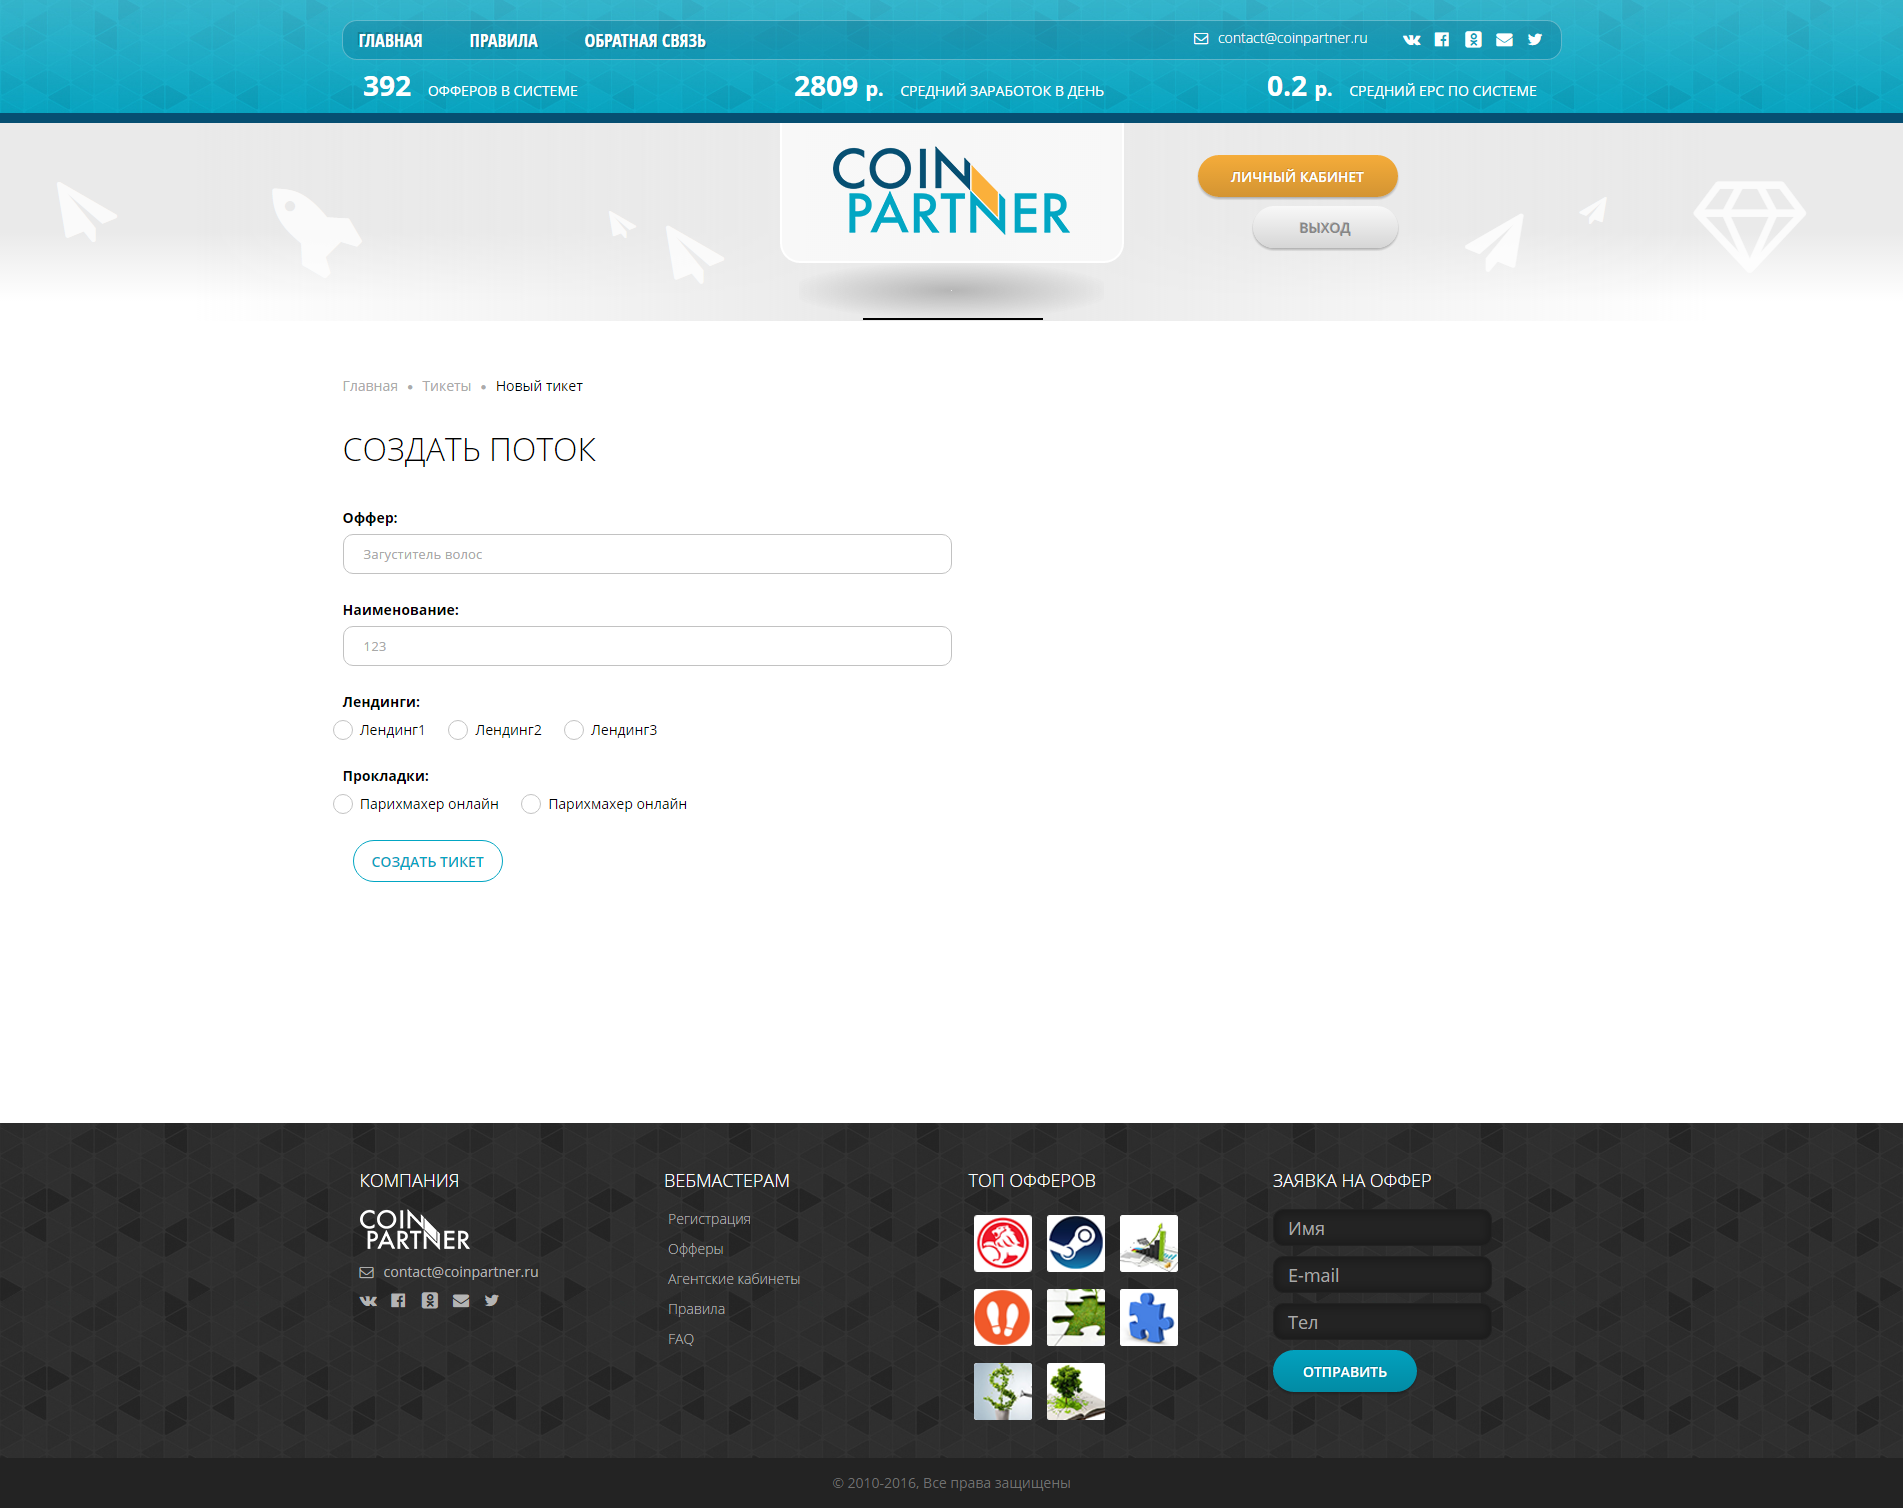 ГЛАВНАЯ ПРАВИЛА ОБРАТНАЯ СВЯЗЬ contact@coinpartner.ru
392 ОФФЕРОВ В СИСТЕМЕ 2809 р. СРЕДНИЙ ЗАРАБОТОК В ДЕНЬ 0.2 р. СРЕДНИЙ EPC ПО СИСТЕМЕ
COIN
PARTNER
ЛИЧНЫЙ КАБИНЕТ
ВЫХОД
Главная • Тикеты • Новый тикет
СОЗДАТЬ ПОТОК
Оффер:
Загуститель волос
Наименование:
123
Лендинги:
Лендинг1 Лендинг2 Лендинг3
Прокладки:
Парихмахер онлайн Парихмахер онлайн
СОЗДАТЬ ТИКЕТ
КОМПАНИЯ
COIN
PARTNER
contact@coinpartner.ru
ВЕБМАСТЕРАМ
Регистрация
Офферы
Агентские кабинеты
Правила
FAQ
ТОП ОФФЕРОВ
ЗАЯВКА НА ОФФЕР
Имя
E-mail
Тел
ОТПРАВИТЬ
© 2010-2016, Все права защищены